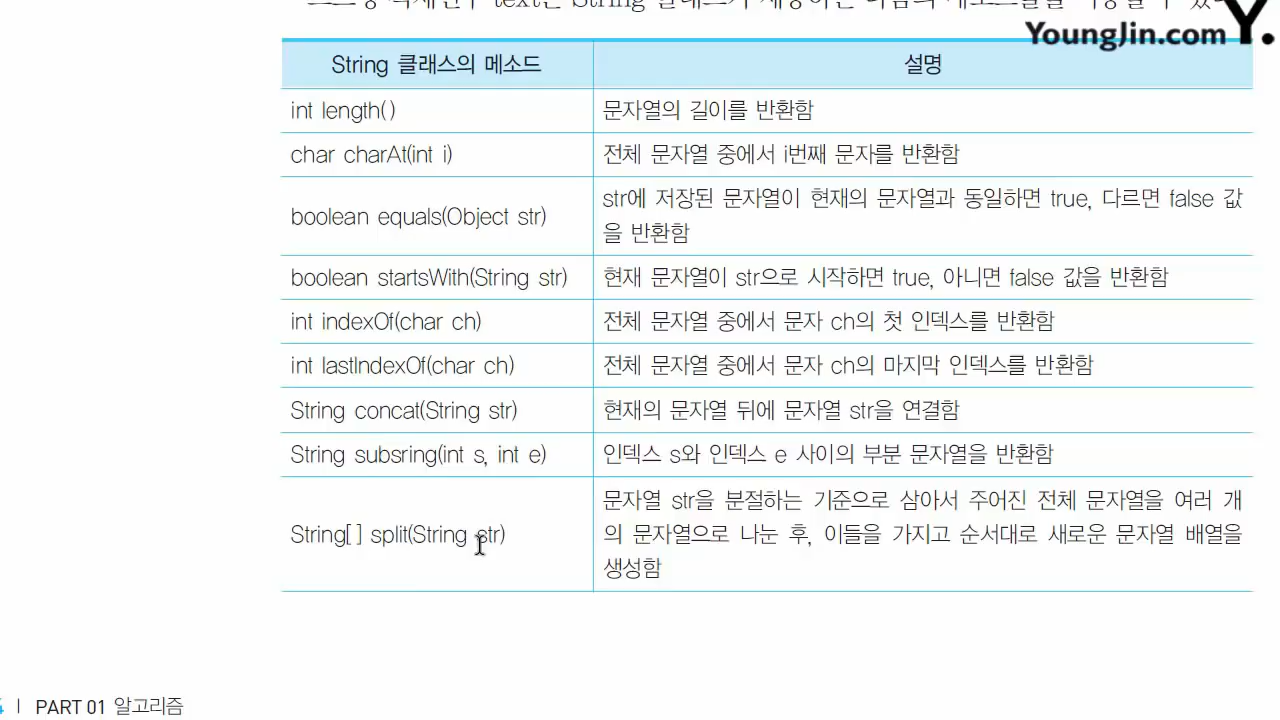 YoungJin.com Y.
String 클래스의 메소드 설명
int length( ) 문자열의 길이를 반환함
char charAt(int i) 전체 문자열 중에서 i번째 문자를 반환함
boolean equals(Object str) str에 저장된 문자열이 현재의 문자열과 동일하면 true, 다르면 false 값
을 반환함
boolean startsWith(String str) 현재 문자열이 str으로 시작하면 true, 아니면 false 값을 반환함
int indexOf(char ch) 전체 문자열 중에서 문자 ch의 첫 인덱스를 반환함
int lastIndexOf(char ch) 전체 문자열 중에서 문자 ch의 마지막 인덱스를 반환함
String concat(String str) 현재의 문자열 뒤에 문자열 str을 연결함
String subsring(int s, int e) 인덱스 s와 인덱스 e 사이의 부분 문자열을 반환함
String[ ] split(String str) 문자열 str을 분절하는 기준으로 삼아서 주어진 전체 문자열을 여러 개
의 문자열으로 나눈 후, 이들을 가지고 순서대로 새로운 문자열 배열을
생성함
PART 01 알고리즘